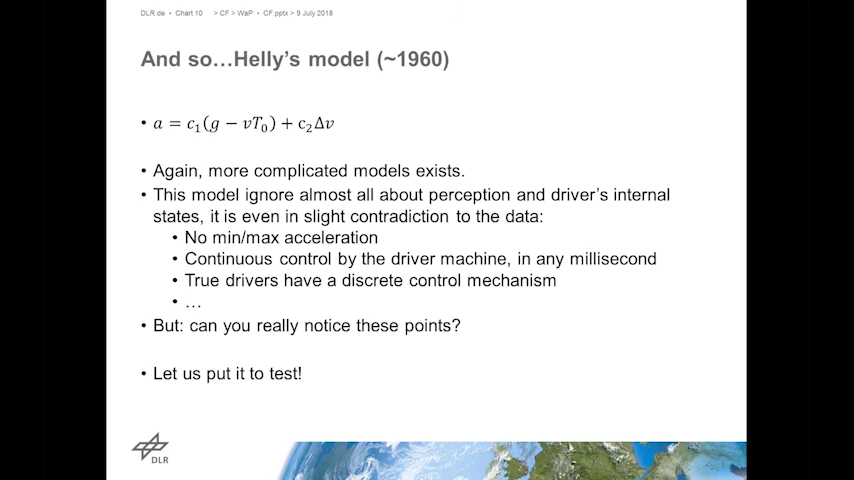 DLR.de • Chart 10 > CF > WaP • CF.pptx > 9 July 2018
And so…Helly's model (~1960)
• a = c₁(g − vT₀) + c₂Δv
• Again, more complicated models exists.
• This model ignore almost all about perception and driver's internal
states, it is even in slight contradiction to the data:
• No min/max acceleration
• Continuous control by the driver machine, in any millisecond
• True drivers have a discrete control mechanism
• …
• But: can you really notice these points?
• Let us put it to test!
DLR